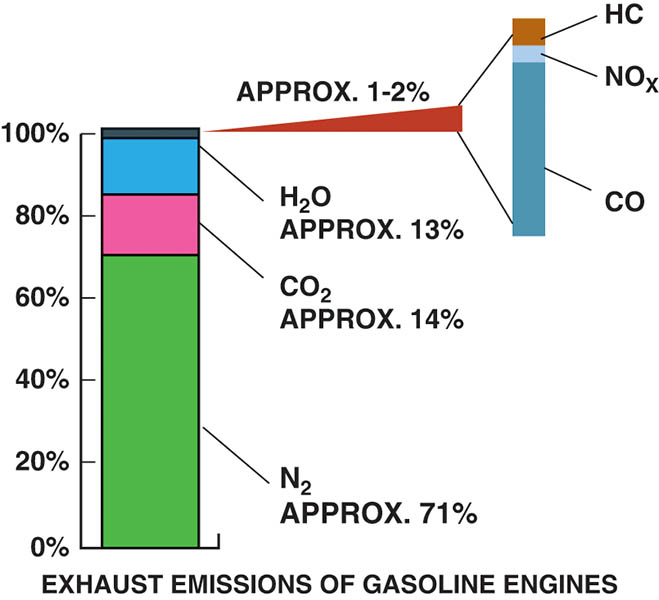 HC
NOX
CO
APPROX. 1-2%
100%
80%
60%
40%
20%
0%
H2O
APPROX. 13%
CO2
APPROX. 14%
N2
APPROX. 71%
EXHAUST EMISSIONS OF GASOLINE ENGINES